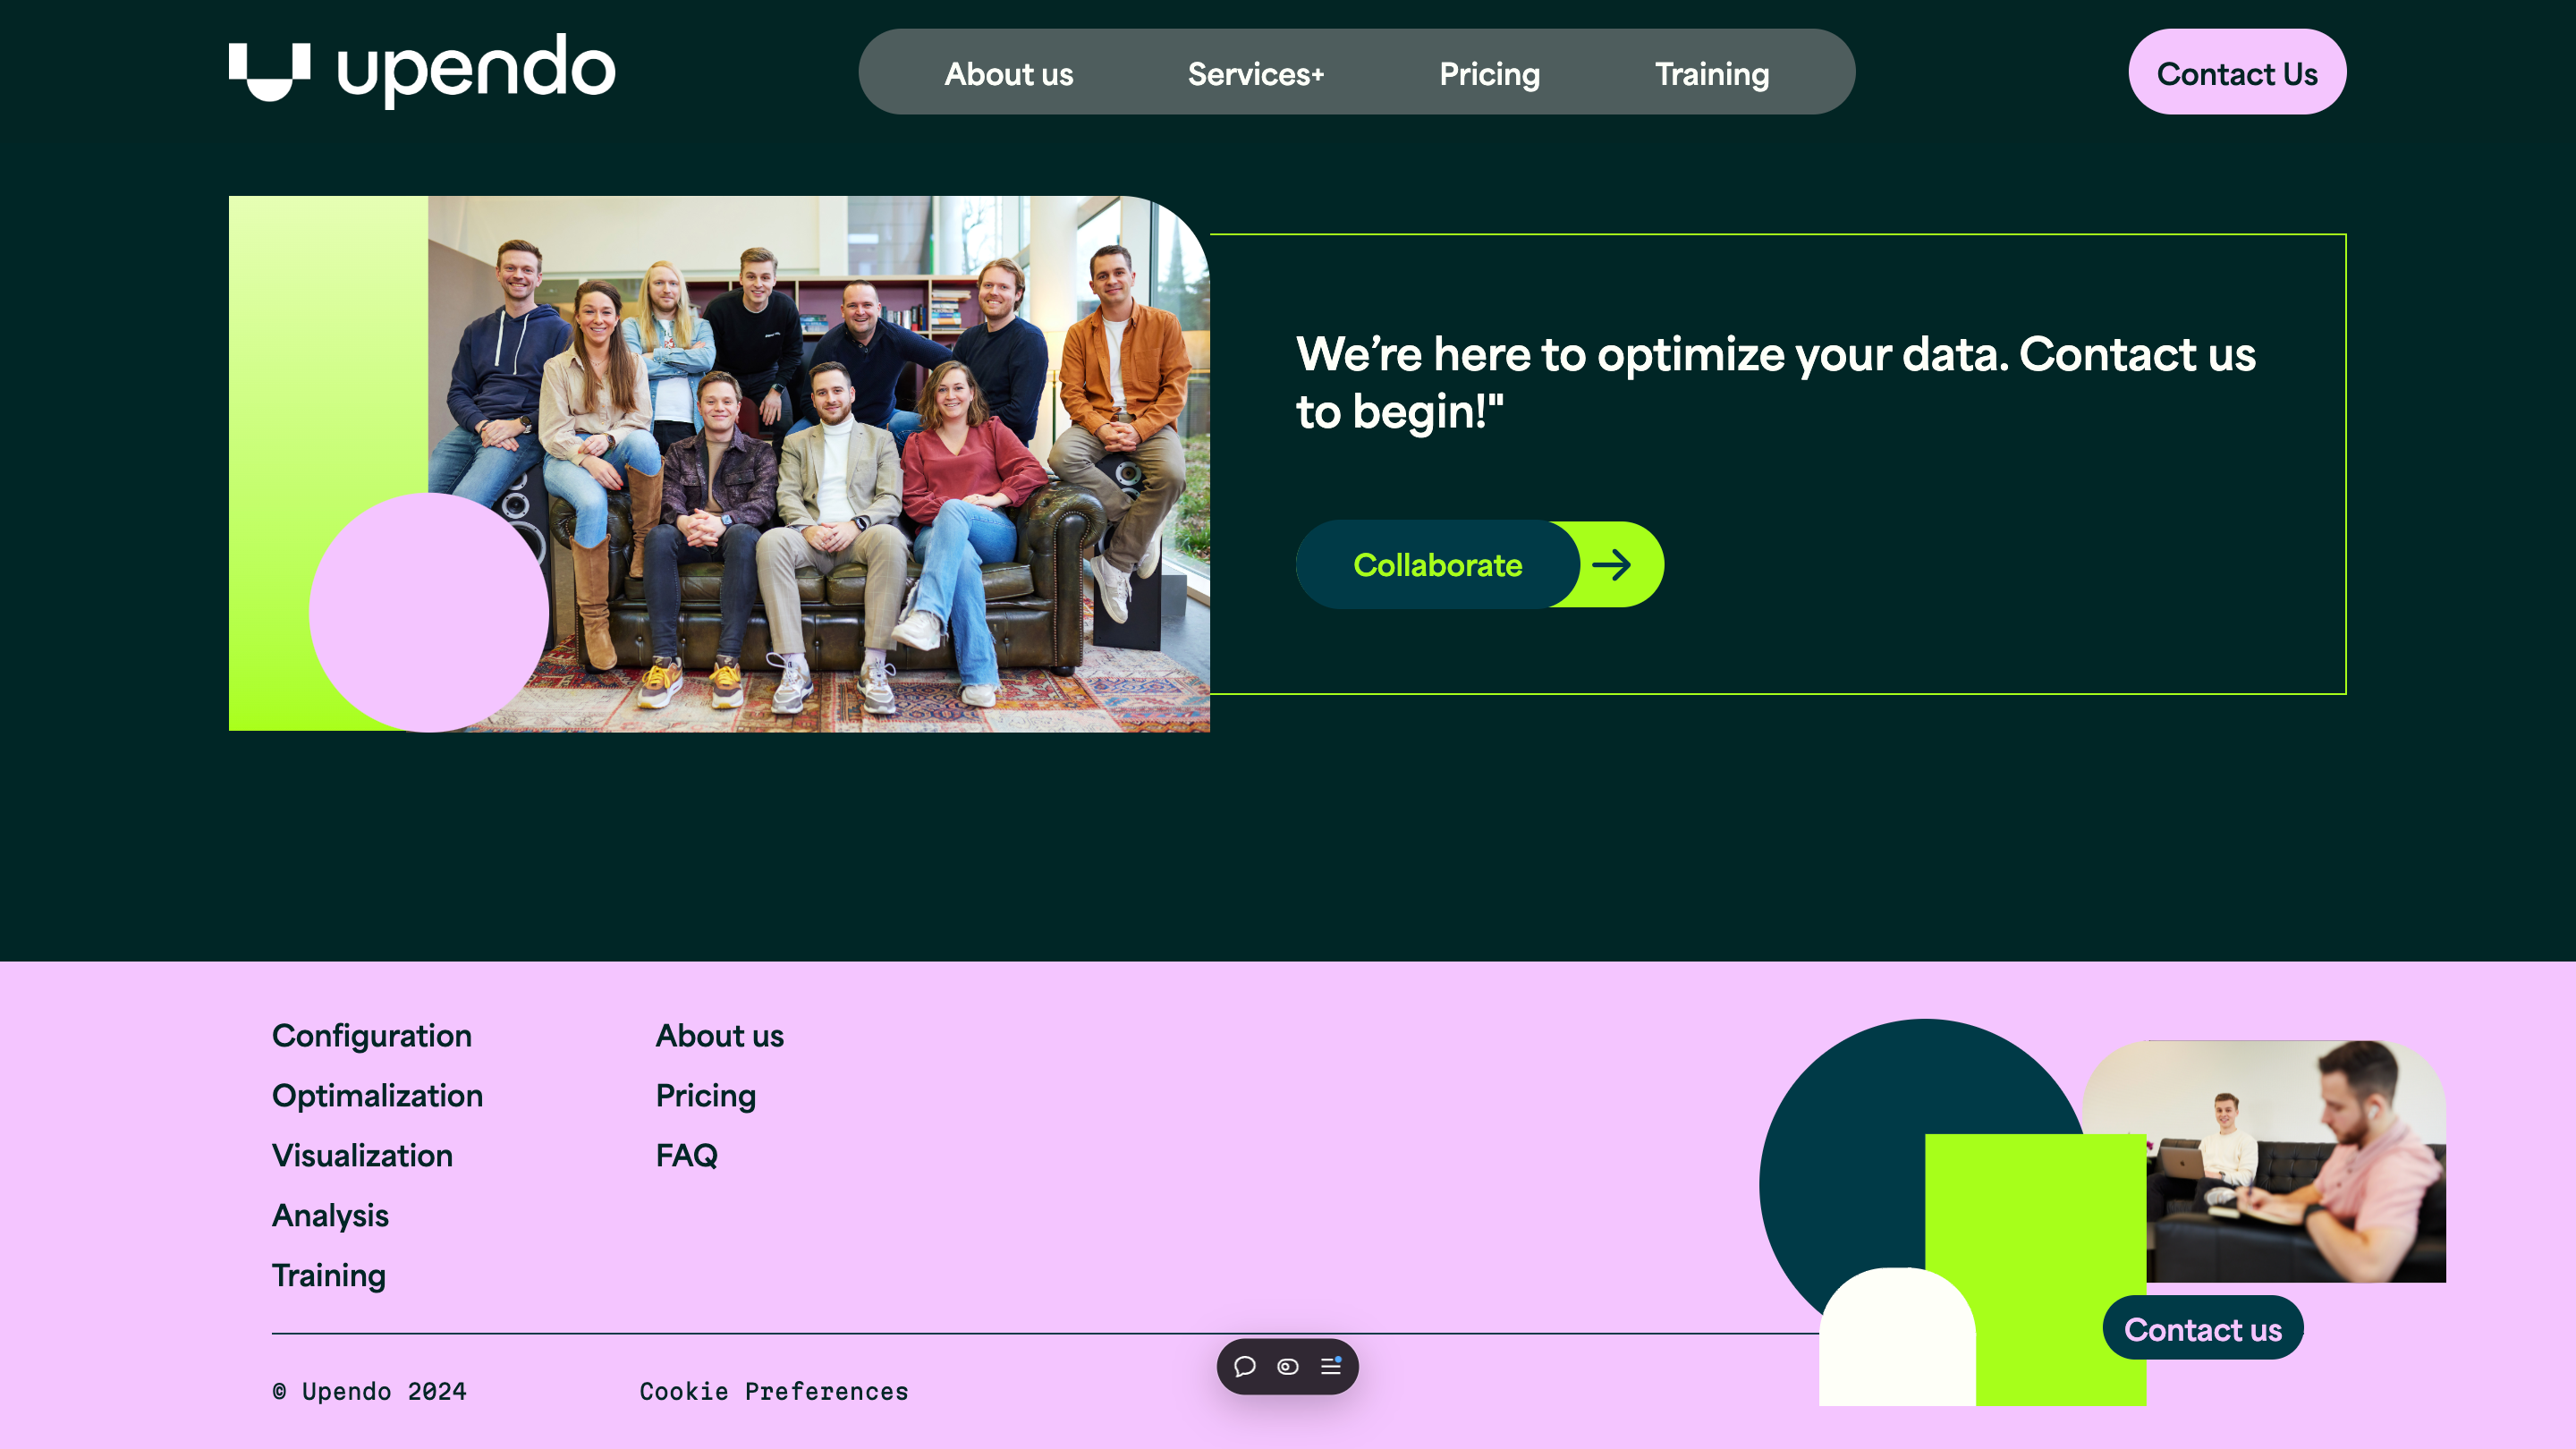 upendo
About us
Services+
Pricing
Training
Contact Us
We’re here to optimize your data. Contact us
to begin!"
Collaborate
Configuration
Optimalization
Visualization
Analysis
Training
About us
Pricing
FAQ
Contact us
© Upendo 2024
Cookie Preferences